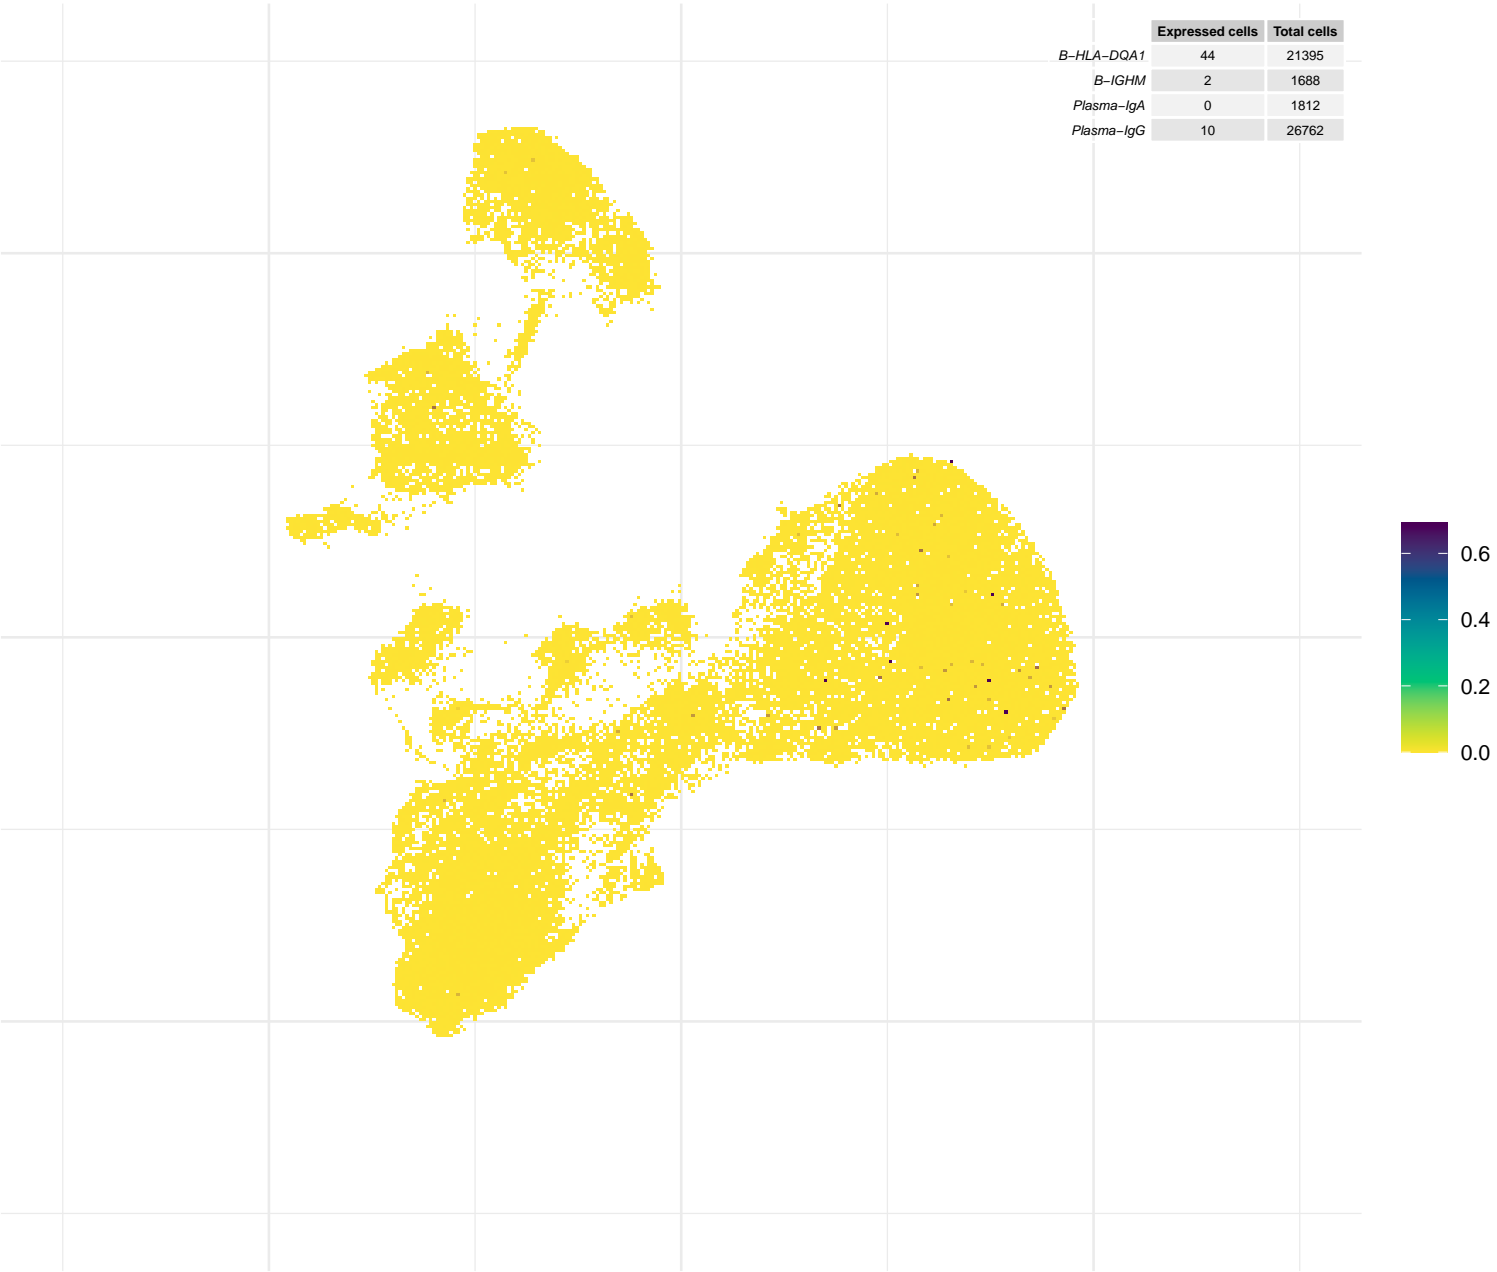 Expressed cells Total cells
B−HLA−DQA1 44 21395
B−IGHM 2 1688
Plasma−IgA 0 1812
Plasma−IgG 10 26762
0.6
0.4
0.2
0.0